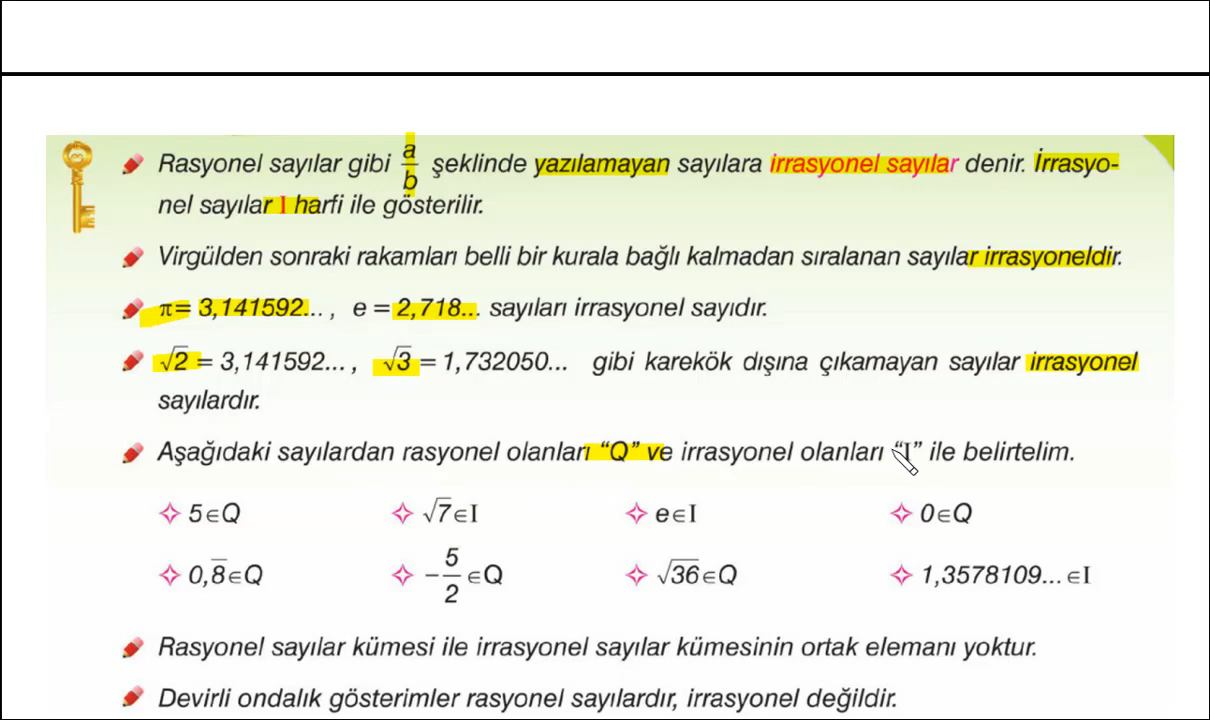 Rasyonel sayılar gibi a/b şeklinde yazılamayan sayılara irrasyonel sayılar denir. İrrasyo-
nel sayılar I harfi ile gösterilir.
Virgülden sonraki rakamları belli bir kurala bağlı kalmadan sıralanan sayılar irrasyoneldir.
π = 3,141592..., e = 2,718... sayıları irrasyonel sayıdır.
√2 = 3,141592..., √3 = 1,732050... gibi karekök dışına çıkamayan sayılar irrasyonel
sayılardır.
Aşağıdaki sayılardan rasyonel olanları “Q” ve irrasyonel olanları “I” ile belirtelim.
5∈Q √7∈I e∈I 0∈Q
0,8̅∈Q −5/2∈Q √36∈Q 1,3578109...∈I
Rasyonel sayılar kümesi ile irrasyonel sayılar kümesinin ortak elemanı yoktur.
Devirli ondalık gösterimler rasyonel sayılardır, irrasyonel değildir.